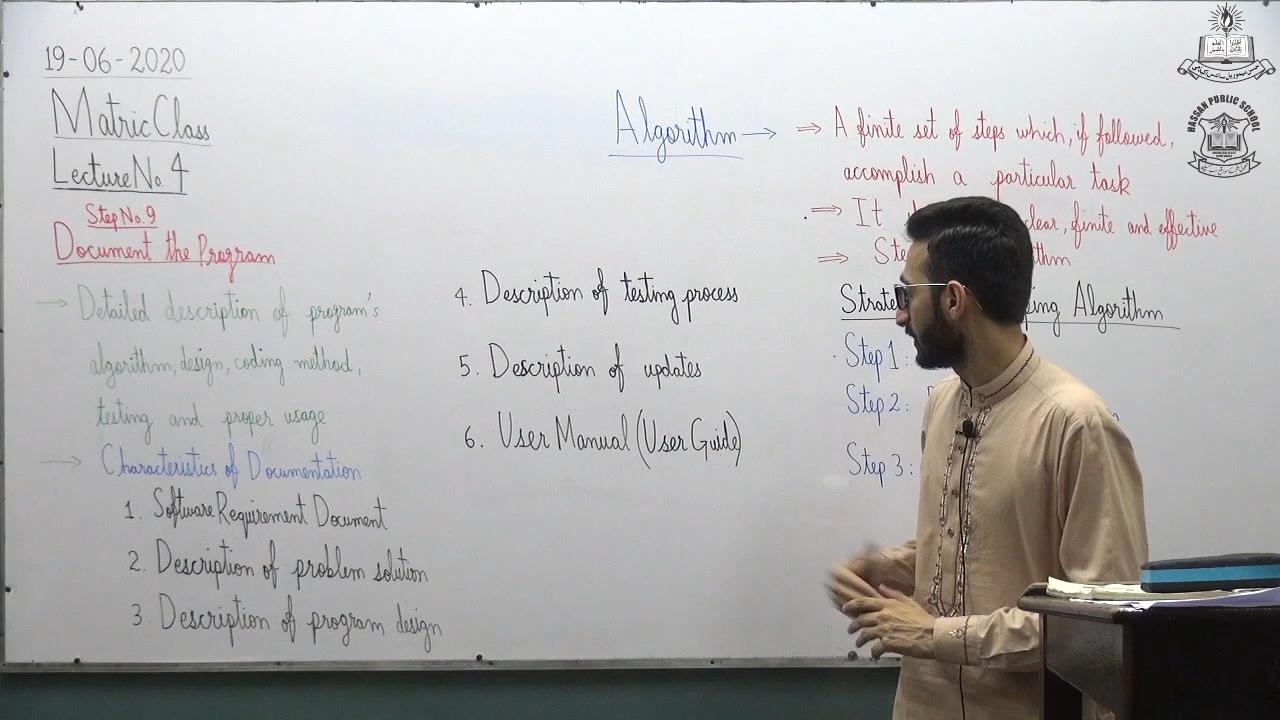 19-06-2020
Matric Class
Lecture No. 4
Step No. 9
Document the Program
→ Detailed description of program's
algorithm, design, coding method,
testing and proper usage
→ Characteristics of Documentation
1. Software Requirement Document
2. Description of problem solution
3. Description of program design
4. Description of testing process
5. Description of updates
6. User Manual (User Guide)
Algorithm →
⇒ A finite set of steps which, if followed,
accomplish a particular task
⇒ It clear, finite and effective
⇒
Algorithm
Step 1:
Step 2:
Step 3:
HASSAN PUBLIC SCHOOL